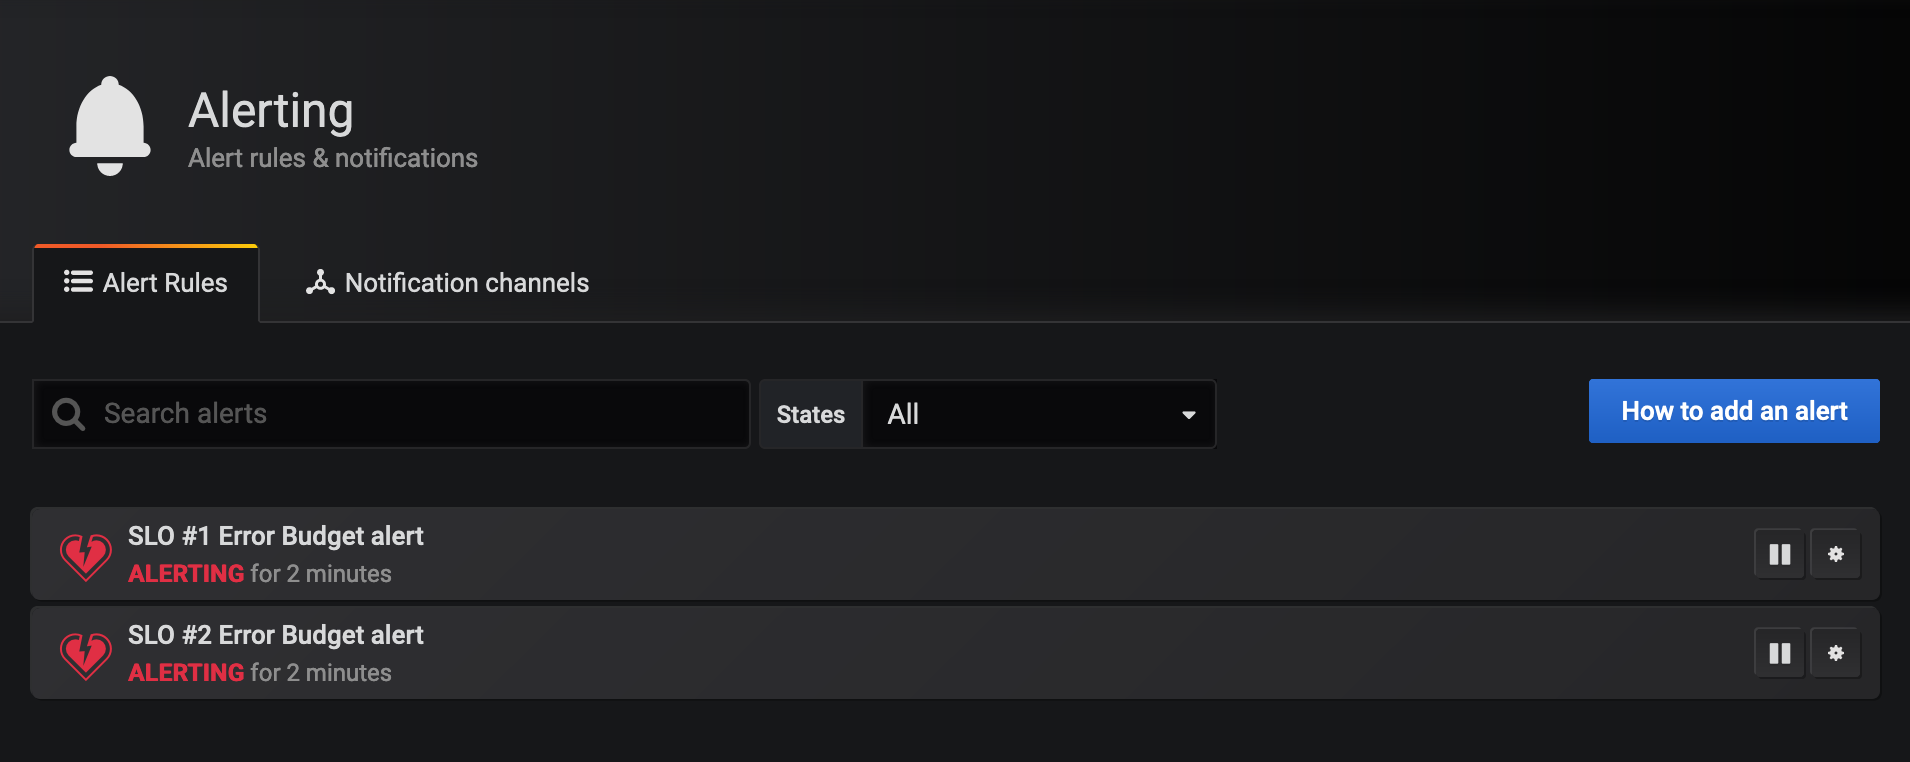 Alerting
Alert rules & notifications
Alert Rules
Notification channels
Search alerts
States
All
How to add an alert
SLO #1 Error Budget alert
ALERTING for 2 minutes
SLO #2 Error Budget alert
ALERTING for 2 minutes